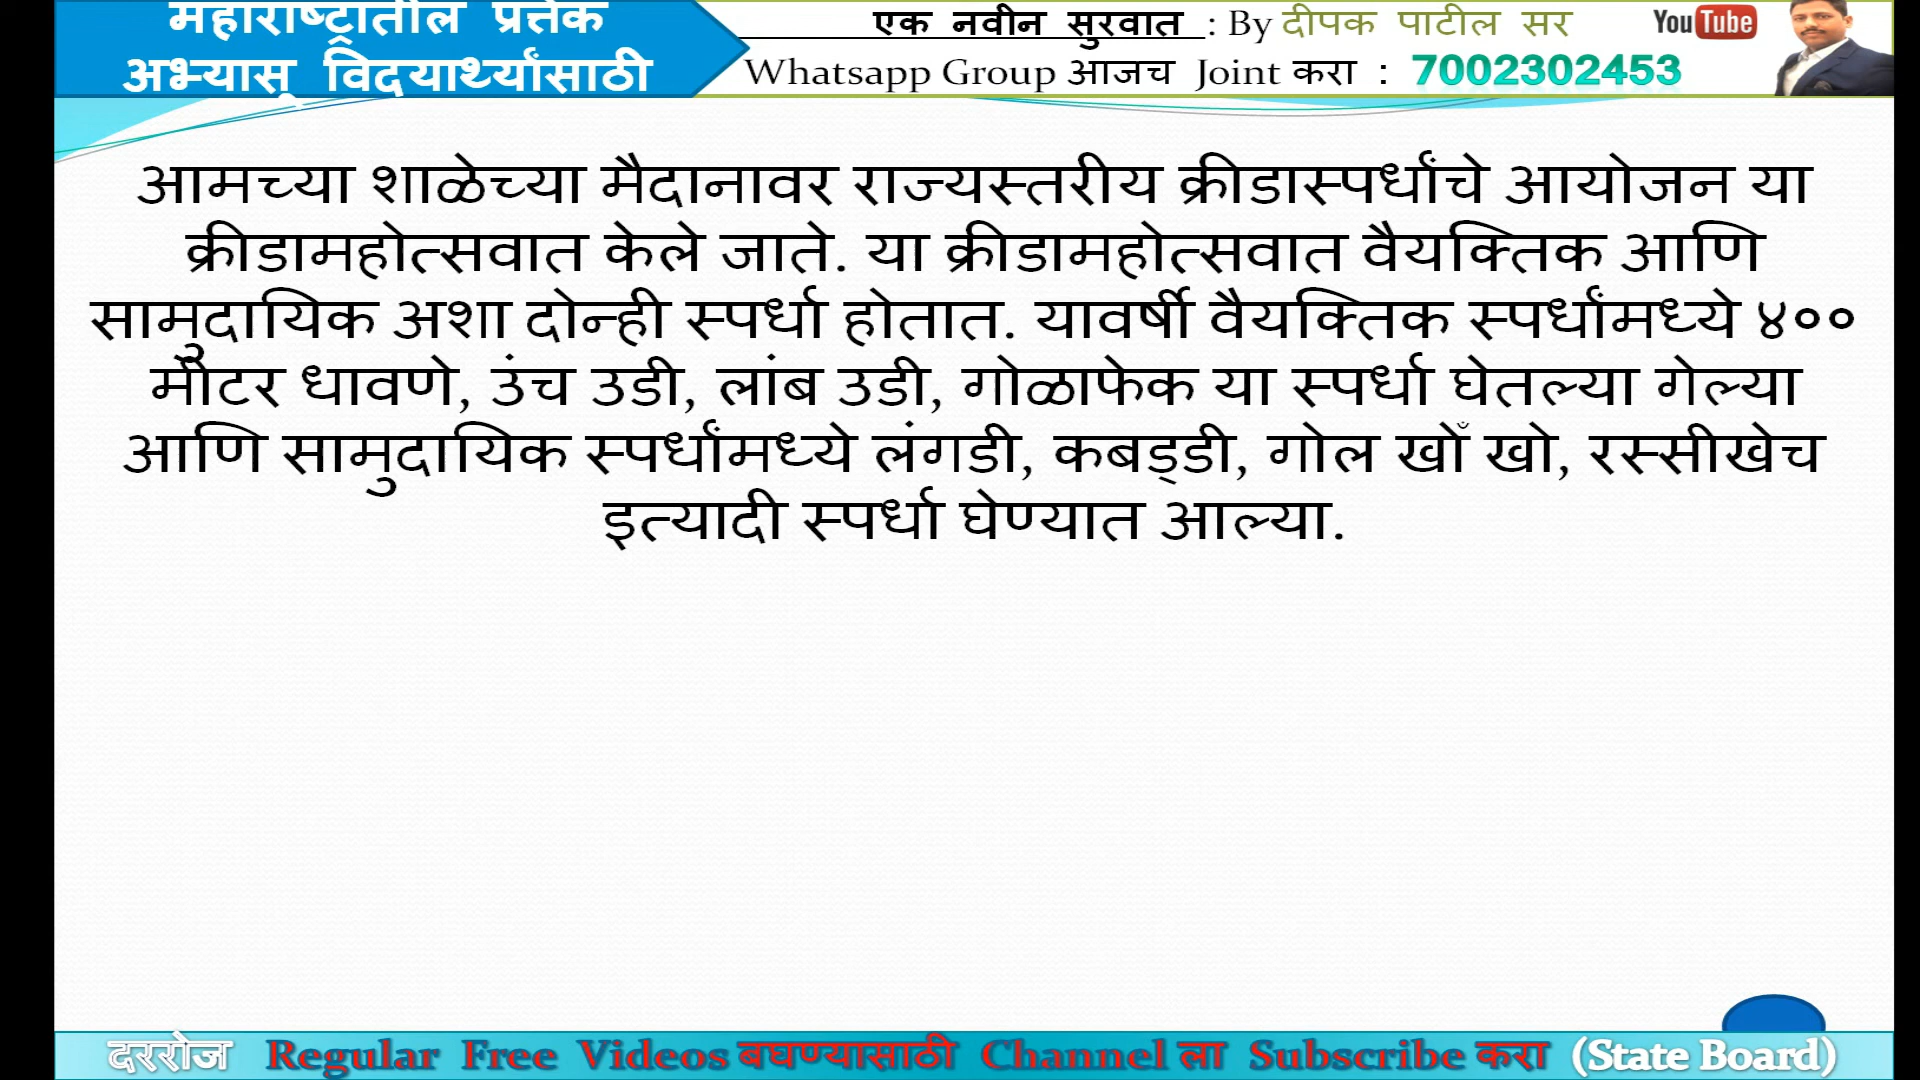 महाराष्ट्रातील प्रत्तेक
अभ्यासू विदयार्थ्यांसाठी
एक नवीन सुरवात : By दीपक पाटील सर
YouTube
Whatsapp Group आजच Joint करा : 7002302453
आमच्या शाळेच्या मैदानावर राज्यस्तरीय क्रीडास्पर्धांचे आयोजन या
क्रीडामहोत्सवात केले जाते. या क्रीडामहोत्सवात वैयक्तिक आणि
सामुदायिक अशा दोन्ही स्पर्धा होतात. यावर्षी वैयक्तिक स्पर्धांमध्ये ४००
मीटर धावणे, उंच उडी, लांब उडी, गोळाफेक या स्पर्धा घेतल्या गेल्या
आणि सामुदायिक स्पर्धांमध्ये लंगडी, कबड्डी, गोल खोँ खो, रस्सीखेच
इत्यादी स्पर्धा घेण्यात आल्या.
दररोज Regular Free Videos बघण्यासाठी Channel ला Subscribe करा (State Board)